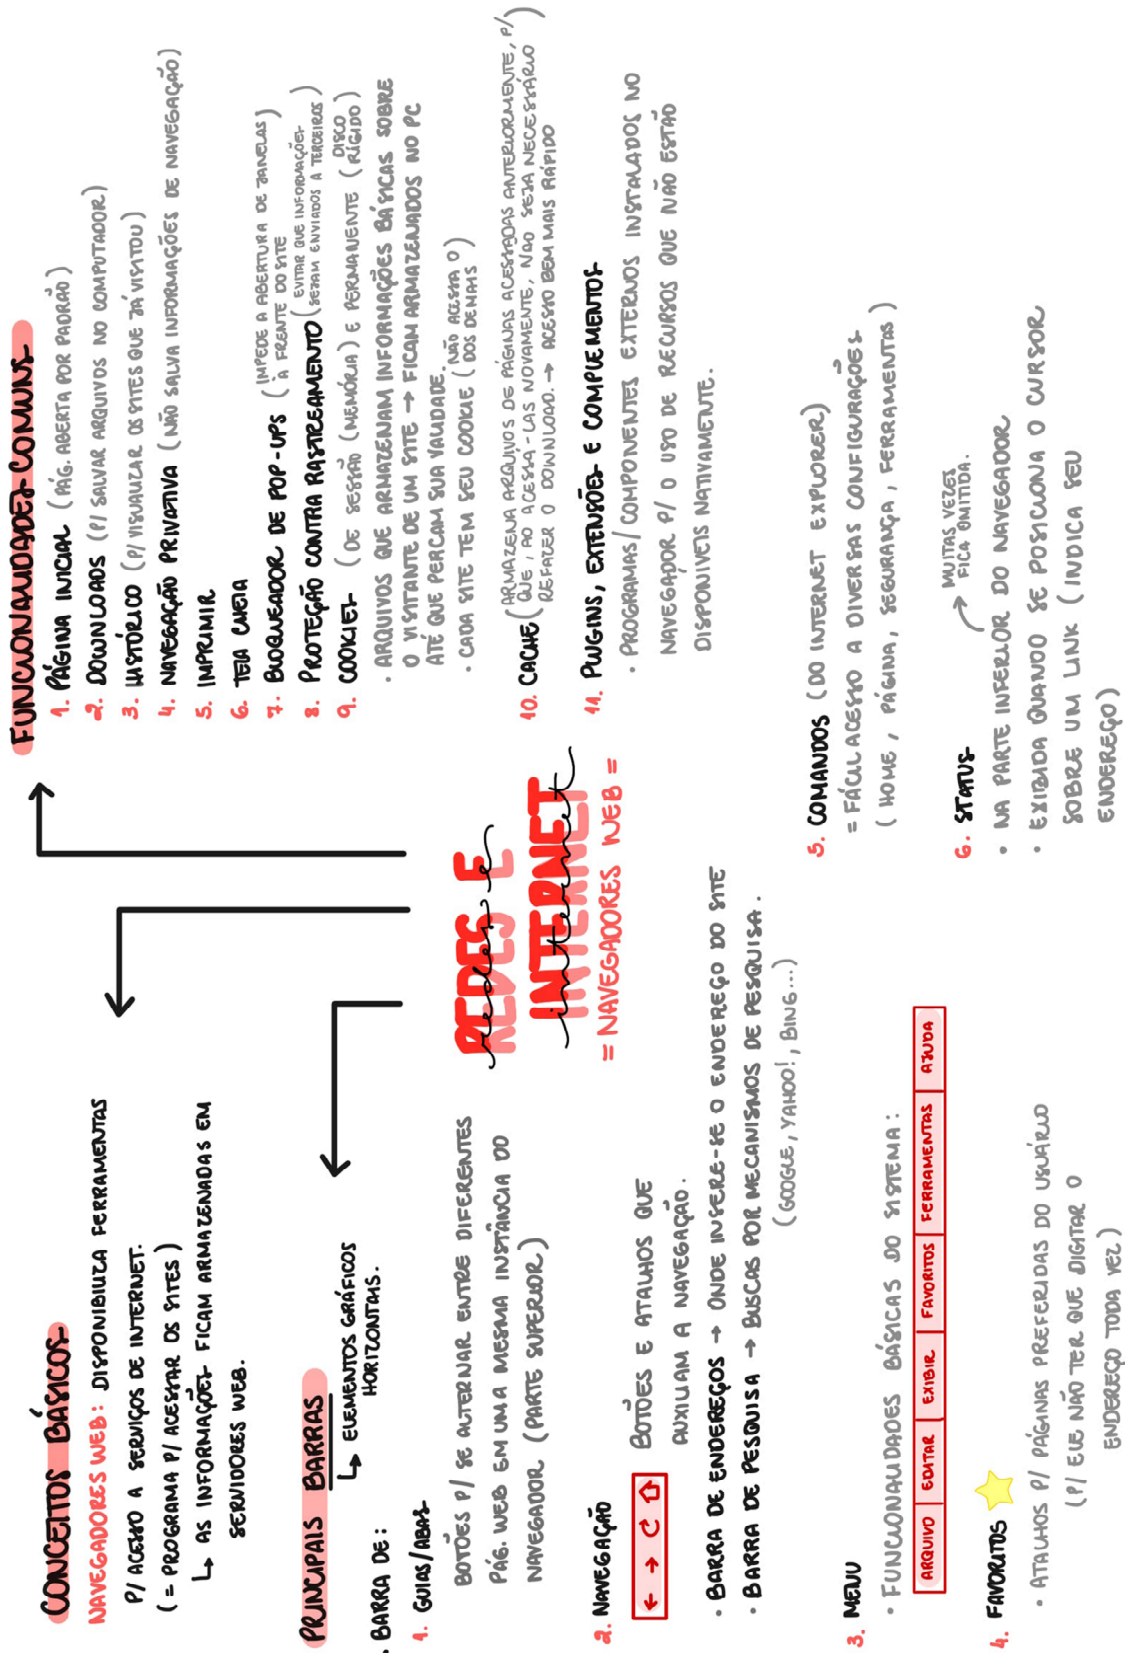 REDES E
redes e
INTERNET
internet
= NAVEGADORES WEB =
CONCEITOS BÁSICOS
NAVEGADORES WEB: DISPONIBILIZA FERRAMENTAS
P/ ACESSO A SERVIÇOS DE INTERNET.
(= PROGRAMA P/ ACESSAR OS SITES)
↳ AS INFORMAÇÕES FICAM ARMAZENADAS EM
SERVIDORES WEB.
PRINCIPAIS BARRAS
↳ ELEMENTOS GRÁFICOS
HORIZONTAIS.
• BARRA DE:
1. GUIAS/ABAS
BOTÕES P/ SE ALTERNAR ENTRE DIFERENTES
PÁG. WEB EM UMA MESMA INSTÂNCIA DO
NAVEGADOR (PARTE SUPERIOR)
2. NAVEGAÇÃO
BOTÕES E ATALHOS QUE
AUXILIAM A NAVEGAÇÃO.
• BARRA DE ENDEREÇOS → ONDE INSERE-SE O ENDEREÇO DO SITE
• BARRA DE PESQUISA → BUSCAS POR MECANISMOS DE PESQUISA.
(GOOGLE, YAHOO!, BING...)
3. MENU
• FUNCIONALIDADES BÁSICAS DO SISTEMA:
ARQUIVO EDITAR EXIBIR FAVORITOS FERRAMENTAS AJUDA
4. FAVORITOS
• ATALHOS P/ PÁGINAS PREFERIDAS DO USUÁRIO
(P/ ELE NÃO TER QUE DIGITAR O
ENDEREÇO TODA VEZ)
5. COMANDOS (DO INTERNET EXPLORER)
= FÁCIL ACESSO A DIVERSAS CONFIGURAÇÕES
(HOME, PÁGINA, SEGURANÇA, FERRAMENTAS)
6. STATUS → MUITAS VEZES
FICA OMITIDA.
• NA PARTE INFERIOR DO NAVEGADOR
• EXIBIDA QUANDO SE POSICIONA O CURSOR
SOBRE UM LINK (INDICA SEU
ENDEREÇO)
FUNCIONALIDADES COMUNS
1. PÁGINA INICIAL (PÁG. ABERTA POR PADRÃO)
2. DOWNLOADS (P/ SALVAR ARQUIVOS NO COMPUTADOR)
3. HISTÓRICO (P/ VISUALIZAR OS SITES QUE JÁ VISITOU)
4. NAVEGAÇÃO PRIVATIVA (NÃO SALVA INFORMAÇÕES DE NAVEGAÇÃO)
5. IMPRIMIR
6. TELA CHEIA
7. BLOQUEADOR DE POP-UPS (IMPEDE A ABERTURA DE JANELAS
À FRENTE DO SITE)
8. PROTEÇÃO CONTRA RASTREAMENTO (EVITAR QUE INFORMAÇÕES
SEJAM ENVIADOS A TERCEIROS)
9. COOKIES (DE SESSÃO (MEMÓRIA) E PERMANENTE (DISCO
RÍGIDO)
• ARQUIVOS QUE ARMAZENAM INFORMAÇÕES BÁSICAS SOBRE
O VISITANTE DE UM SITE → FICAM ARMAZENADOS NO PC
ATÉ QUE PERCAM SUA VALIDADE.
• CADA SITE TEM SEU COOKIE (NÃO ACESSA O
DOS DEMAIS)
10. CACHE (ARMAZENA ARQUIVOS DE PÁGINAS ACESSADAS ANTERIORMENTE, P/
QUE, AO ACESSÁ-LAS NOVAMENTE, NÃO SEJA NECESSÁRIO
REFAZER O DOWNLOAD. → ACESSO BEM MAIS RÁPIDO
11. PLUGINS, EXTENSÕES E COMPLEMENTOS
• PROGRAMAS/COMPONENTES EXTERNOS INSTALADOS NO
NAVEGADOR P/ O USO DE RECURSOS QUE NÃO ESTÃO
DISPONÍVEIS NATIVAMENTE.